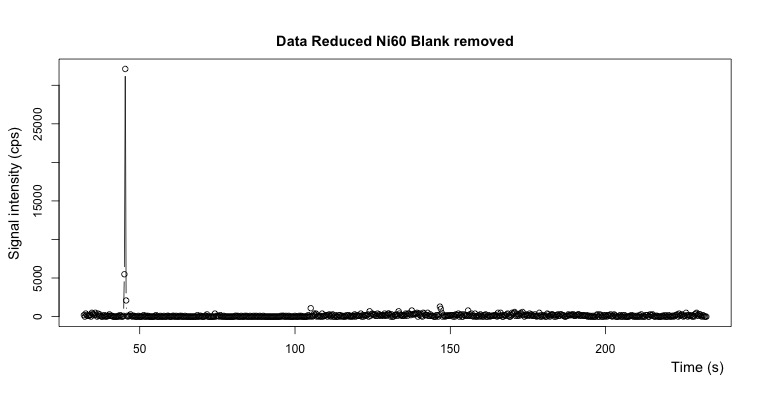 Data Reduced Ni60 Blank removed
Signal intensity (cps)
25000
15000
5000
0
50 100 150 200
Time (s)